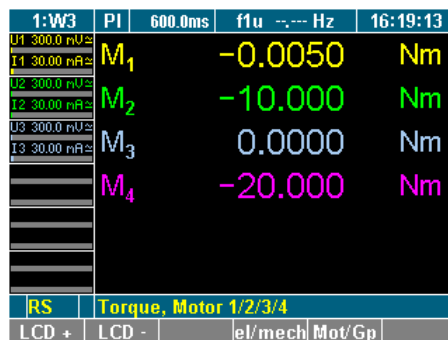 1:W3 PI 600.0ms f1u --.--- Hz 16:19:13
U1 300.0 mV≃
I1 30.00 mA≃
M1 -0.0050 Nm
U2 300.0 mV≃
I2 30.00 mA≃
M2 -10.000 Nm
U3 300.0 mV≃
I3 30.00 mA≃
M3 0.0000 Nm
M4 -20.000 Nm
RS Torque, Motor 1/2/3/4
LCD + LCD - el/mech Mot/Gp